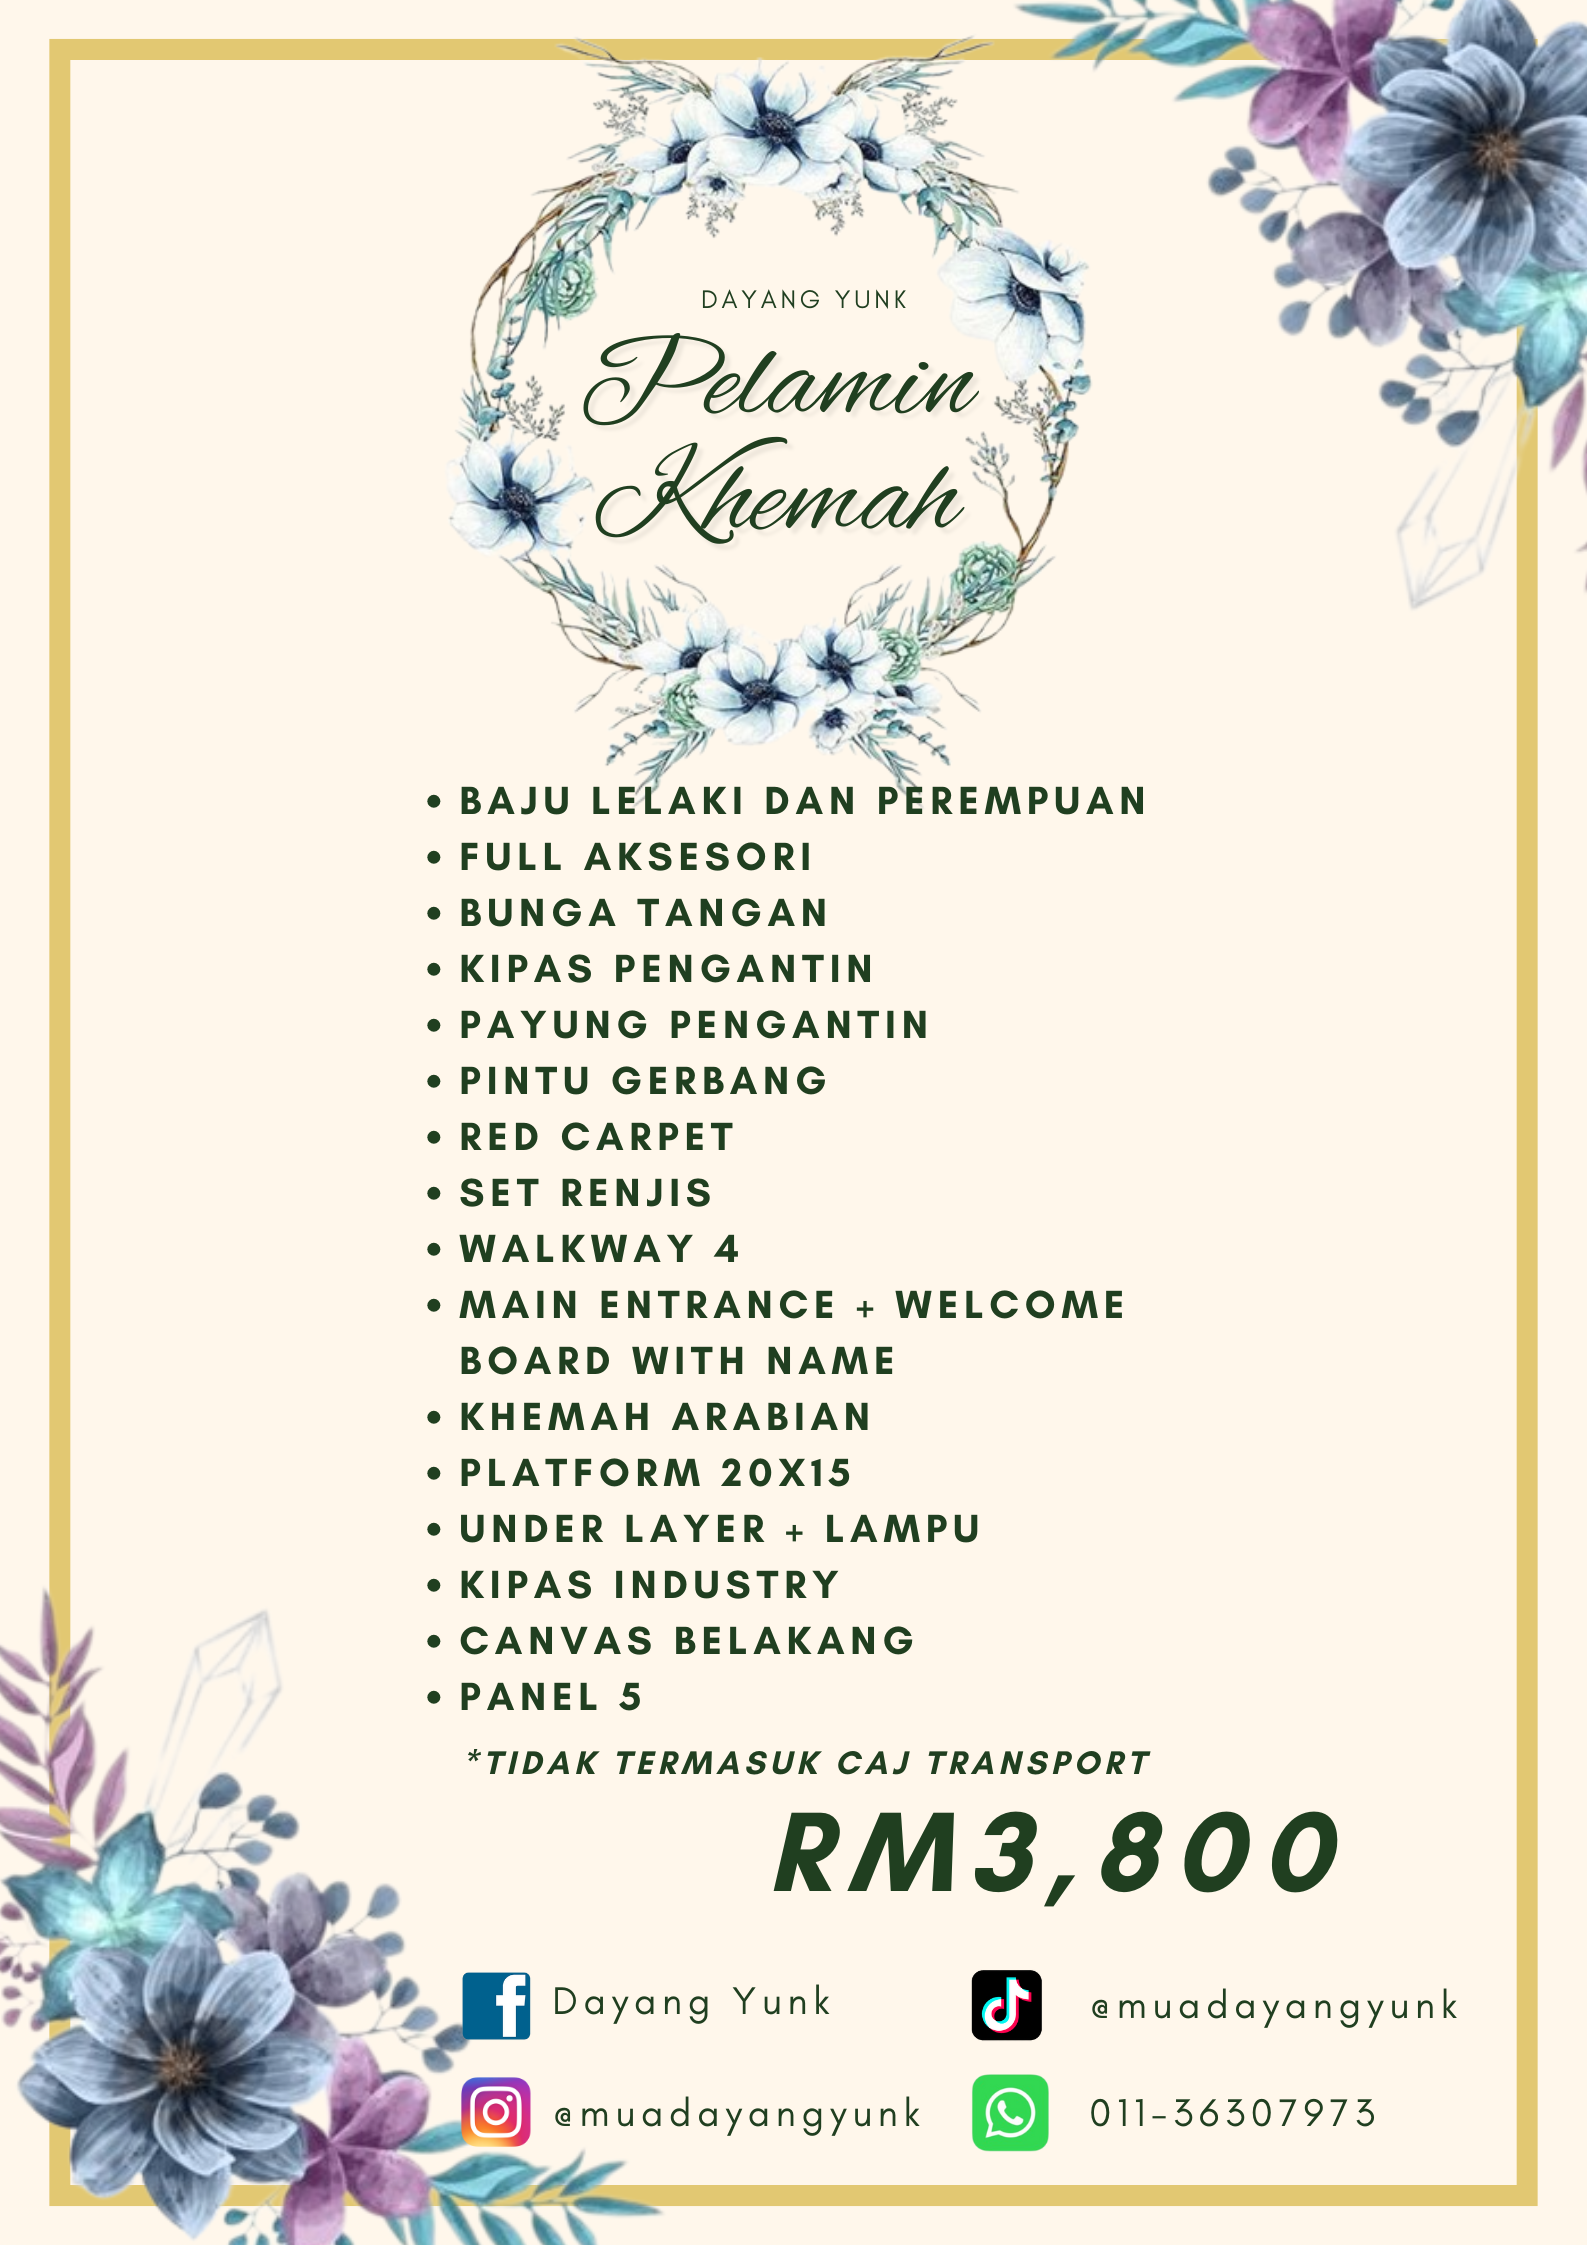 DAYANG YUNK
Pelamin
Khemah
• BAJU LELAKI DAN PEREMPUAN
• FULL AKSESORI
• BUNGA TANGAN
• KIPAS PENGANTIN
• PAYUNG PENGANTIN
• PINTU GERBANG
• RED CARPET
• SET RENJIS
• WALKWAY 4
• MAIN ENTRANCE + WELCOME
BOARD WITH NAME
• KHEMAH ARABIAN
• PLATFORM 20X15
• UNDER LAYER + LAMPU
• KIPAS INDUSTRY
• CANVAS BELAKANG
• PANEL 5
*TIDAK TERMASUK CAJ TRANSPORT
RM3,800
Dayang Yunk
@muadayangyunk
@muadayangyunk
011-36307973